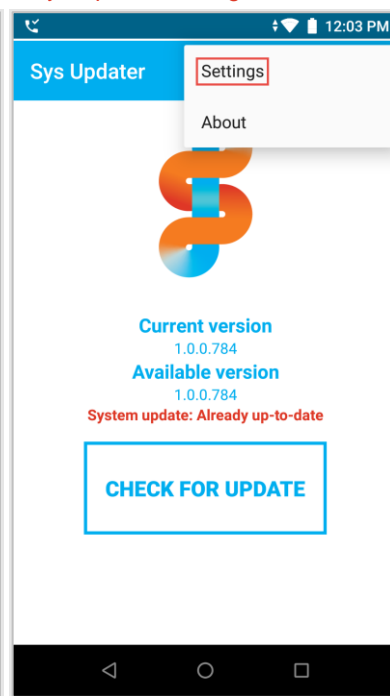 12:03 PM
Sys Updater
Settings
About
Current version
1.0.0.784
Available version
1.0.0.784
System update: Already up-to-date
CHECK FOR UPDATE